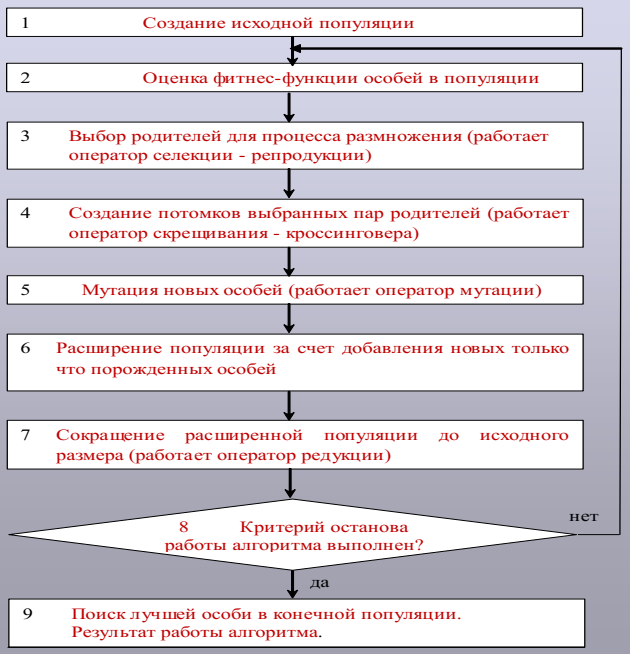 1 Создание исходной популяции
2 Оценка фитнес-функции особей в популяции
3 Выбор родителей для процесса размножения (работает
оператор селекции - репродукции)
4 Создание потомков выбранных пар родителей (работает
оператор скрещивания - кроссинговера)
5 Мутация новых особей (работает оператор мутации)
6 Расширение популяции за счет добавления новых только
что порожденных особей
7 Сокращение расширенной популяции до исходного
размера (работает оператор редукции)
нет
8 Критерий останова
работы алгоритма выполнен?
да
9 Поиск лучшей особи в конечной популяции.
Результат работы алгоритма.